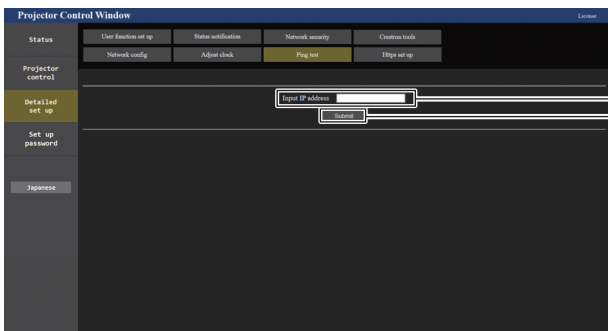 Projector Control Window
License
Status
User function set up
Status notification
Network security
Crestron tools
Network config
Adjust clock
Ping test
Https set up
Projector
control
Input IP address
Detailed
set up
Submit
Set up
password
Japanese